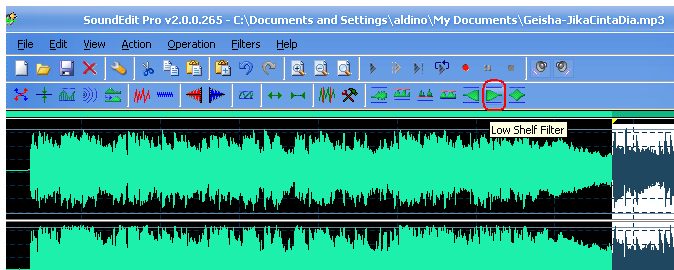 SoundEdit Pro v2.0.0.265 - C:\Documents and Settings\aldino\My Documents\Geisha-JikaCintaDia.mp3
File Edit View Action Operation Filters Help
Low Shelf Filter